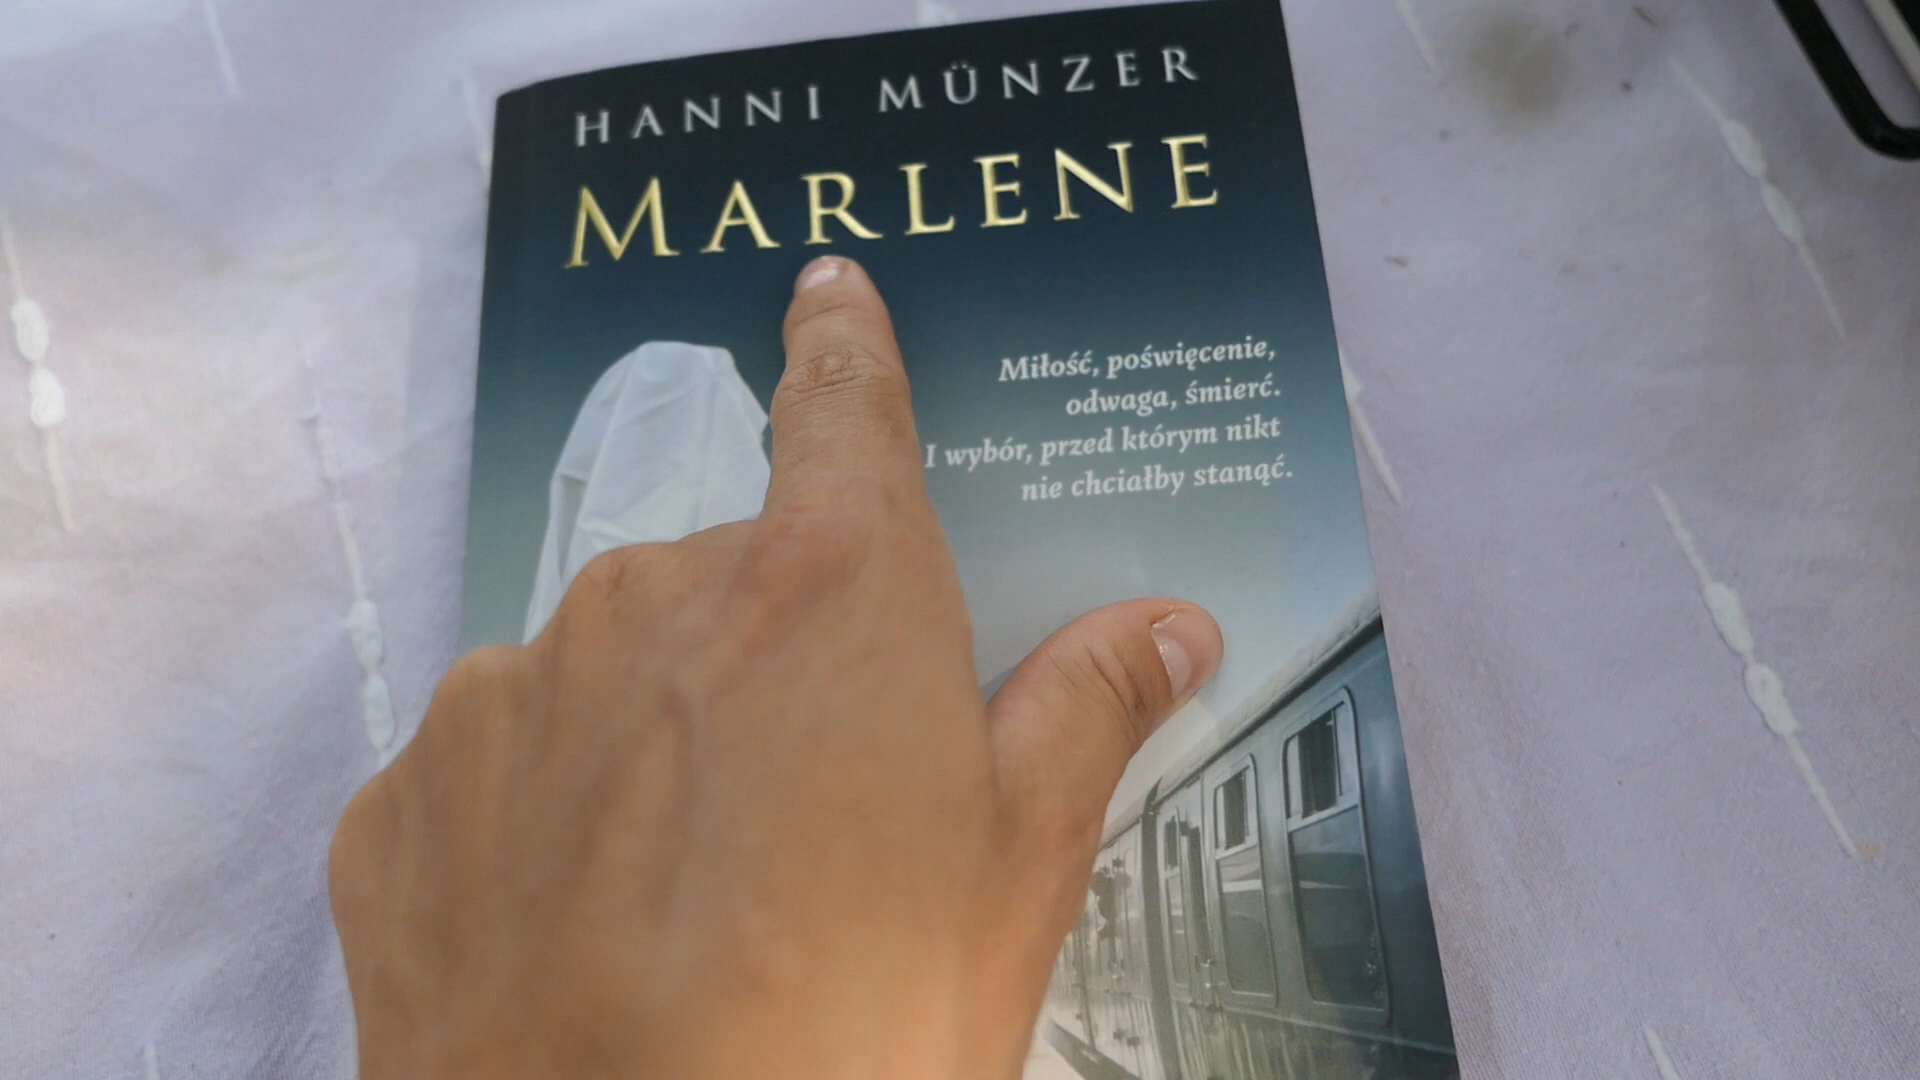 HANNI MÜNZER
MARLENE
Miłość, poświęcenie,
odwaga, śmierć.
I wybór, przed którym nikt
nie chciałby stanąć.